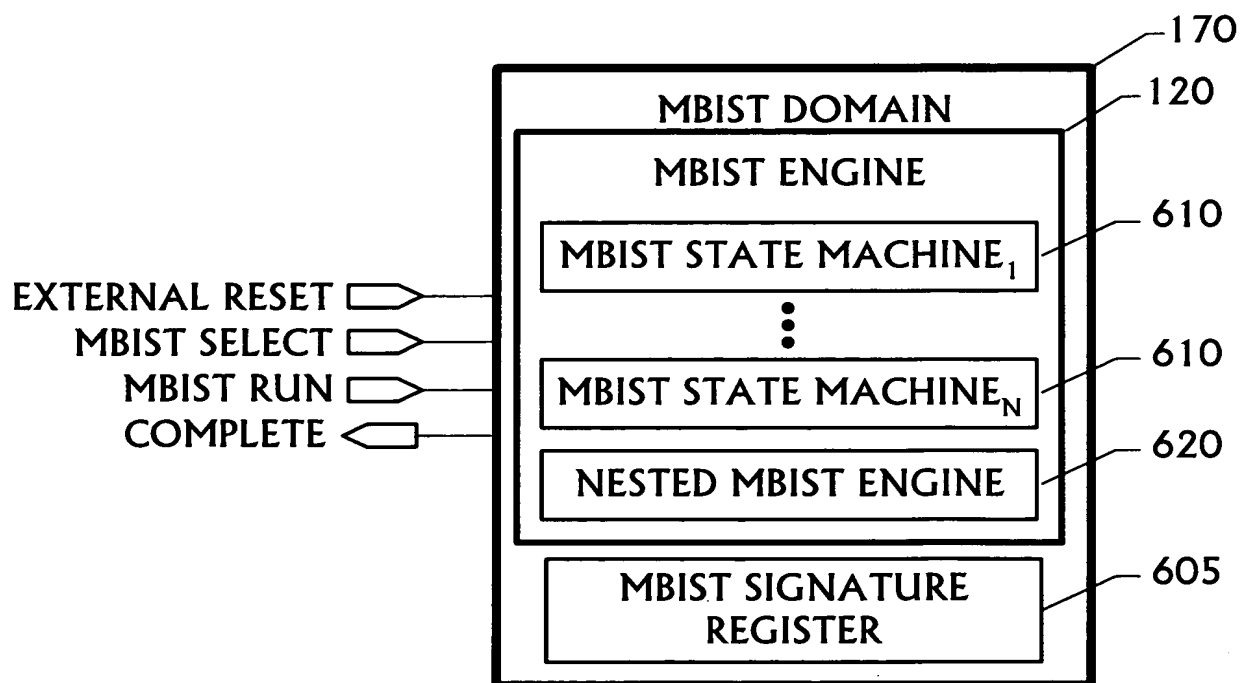 170
MBIST DOMAIN
120
MBIST ENGINE
610
MBIST STATE MACHINE1
EXTERNAL RESET
MBIST SELECT
610
MBIST RUN
MBIST STATE MACHINEN
COMPLETE
620
NESTED MBIST ENGINE
605
MBIST SIGNATURE
REGISTER